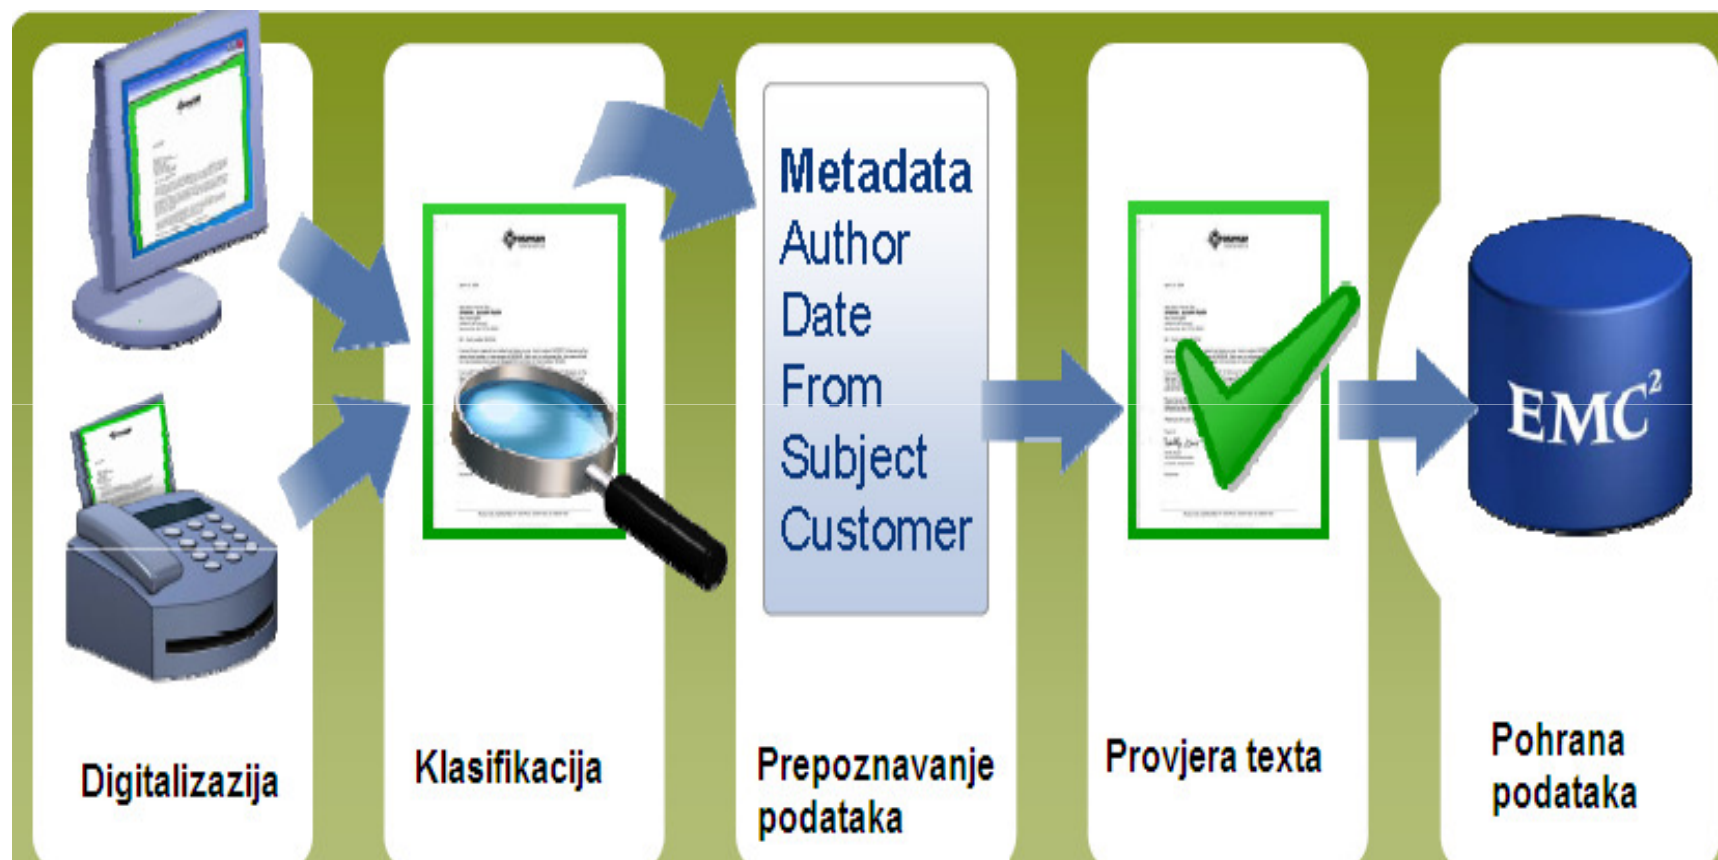 Metadata
Author
Date
From
Subject
Customer
EMC²
Digitalizazija
Klasifikacija
Prepoznavanje
podataka
Provjera texta
Pohrana
podataka